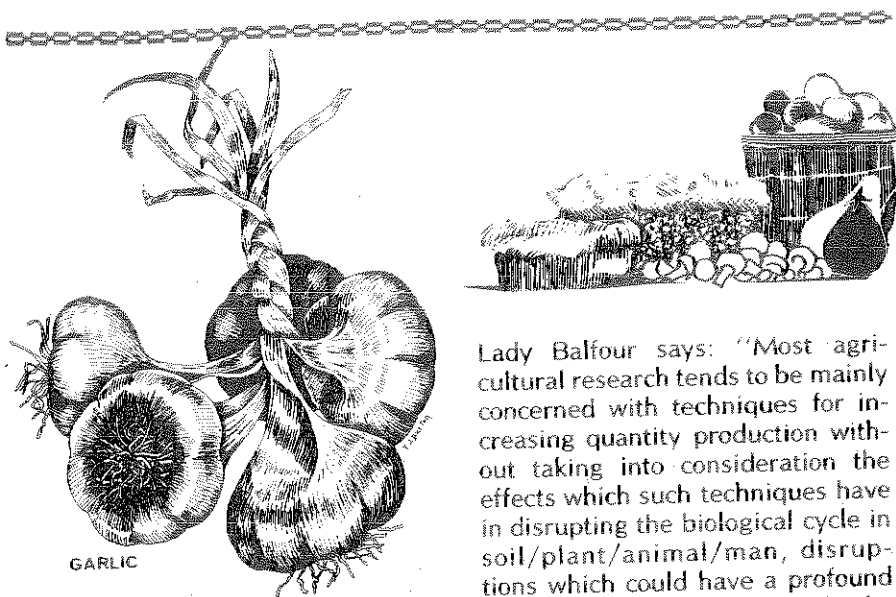 GARLIC
Lady Balfour says: "Most agri-
cultural research tends to be mainly
concerned with techniques for in-
creasing quantity production with-
out taking into consideration the
effects which such techniques have
in disrupting the biological cycle in
soil/plant/animal/man, disrup-
tions which could have a profound